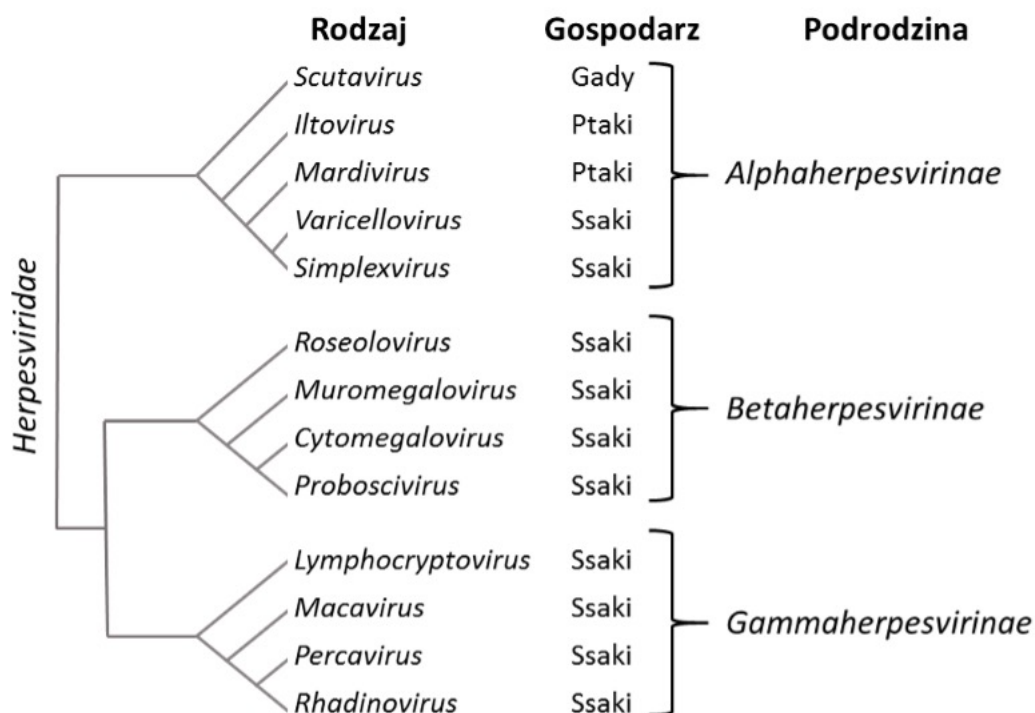 Rodzaj Gospodarz Podrodzina
Scutavirus Gady
Iltovirus Ptaki
Mardivirus Ptaki Alphaherpesvirinae
Varicellovirus Ssaki
Simplexvirus Ssaki
Herpesviridae
Roseolovirus Ssaki
Muromegalovirus Ssaki Betaherpesvirinae
Cytomegalovirus Ssaki
Proboscivirus Ssaki
Lymphocryptovirus Ssaki
Macavirus Ssaki Gammaherpesvirinae
Percavirus Ssaki
Rhadinovirus Ssaki